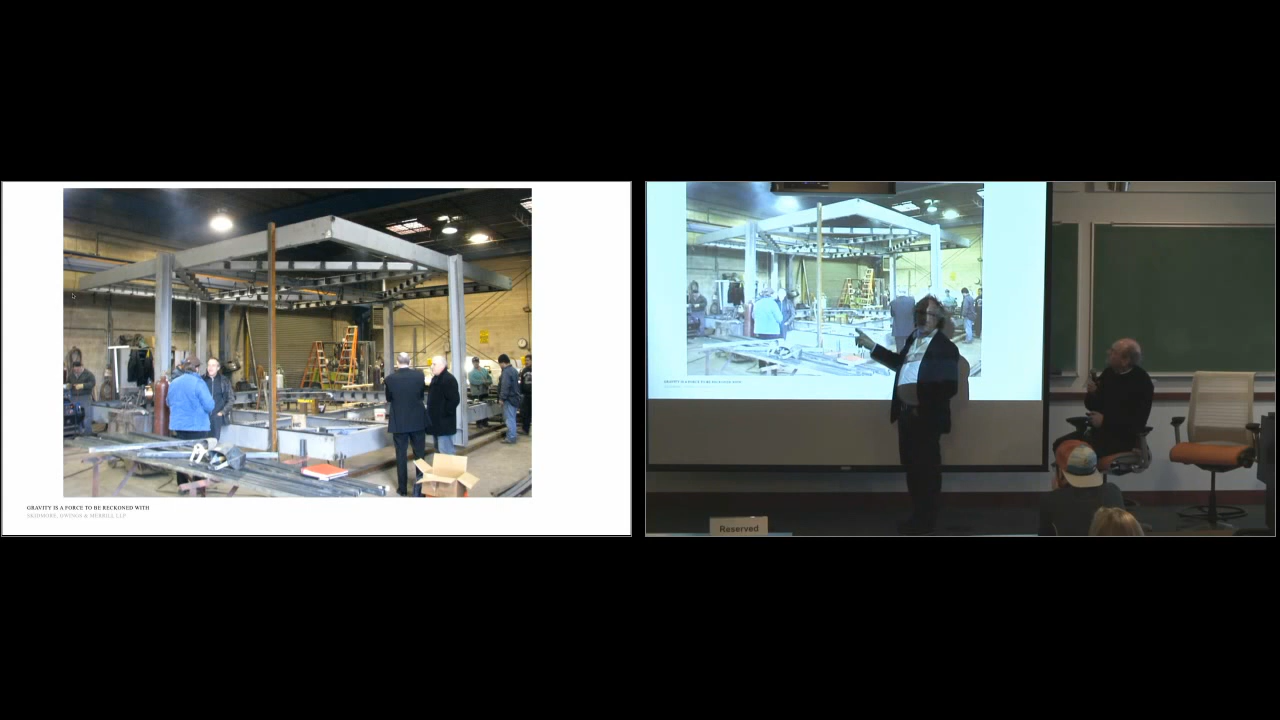 GRAVITY IS A FORCE TO BE RECKONED WITH
SKIDMORE, OWINGS & MERRILL LLP
Reserved